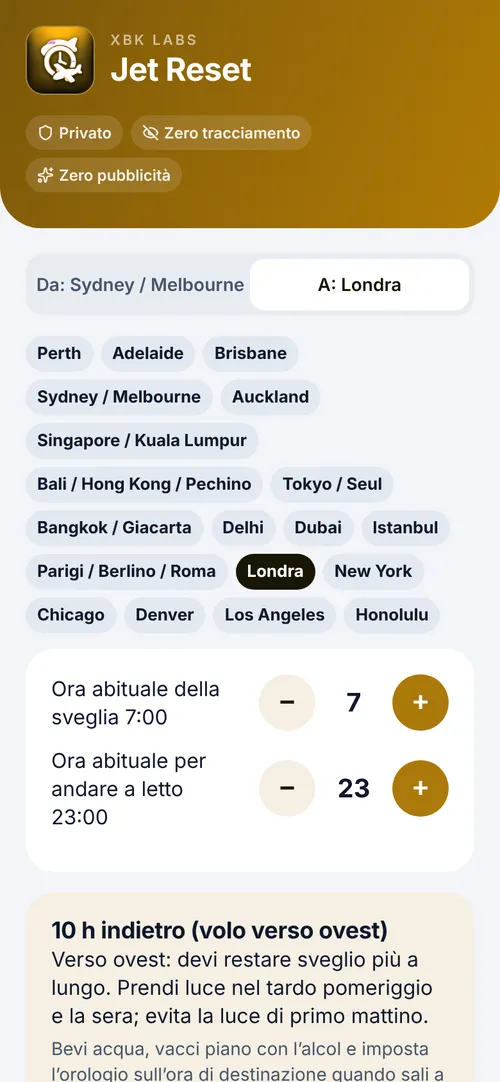 XBK LABS
Jet Reset
Privato
Zero tracciamento
Zero pubblicità
Da: Sydney / Melbourne
A: Londra
Perth
Adelaide
Brisbane
Sydney / Melbourne
Auckland
Singapore / Kuala Lumpur
Bali / Hong Kong / Pechino
Tokyo / Seul
Bangkok / Giacarta
Delhi
Dubai
Istanbul
Parigi / Berlino / Roma
Londra
New York
Chicago
Denver
Los Angeles
Honolulu
Ora abituale della
sveglia 7:00
− 7 +
Ora abituale per
andare a letto
23:00
− 23 +
10 h indietro (volo verso ovest)
Verso ovest: devi restare sveglio più a
lungo. Prendi luce nel tardo pomeriggio
e la sera; evita la luce di primo mattino.
Bevi acqua, vacci piano con l’alcol e imposta
l’orologio sull’ora di destinazione quando sali a